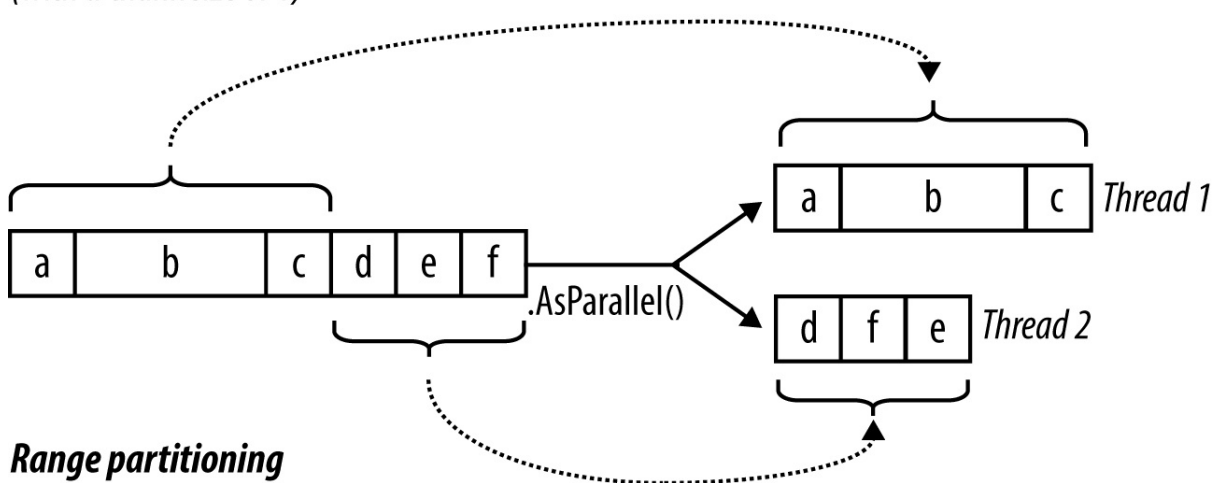 a b c Thread 1
a b c d e f
.AsParallel()
d f e Thread 2
Range partitioning